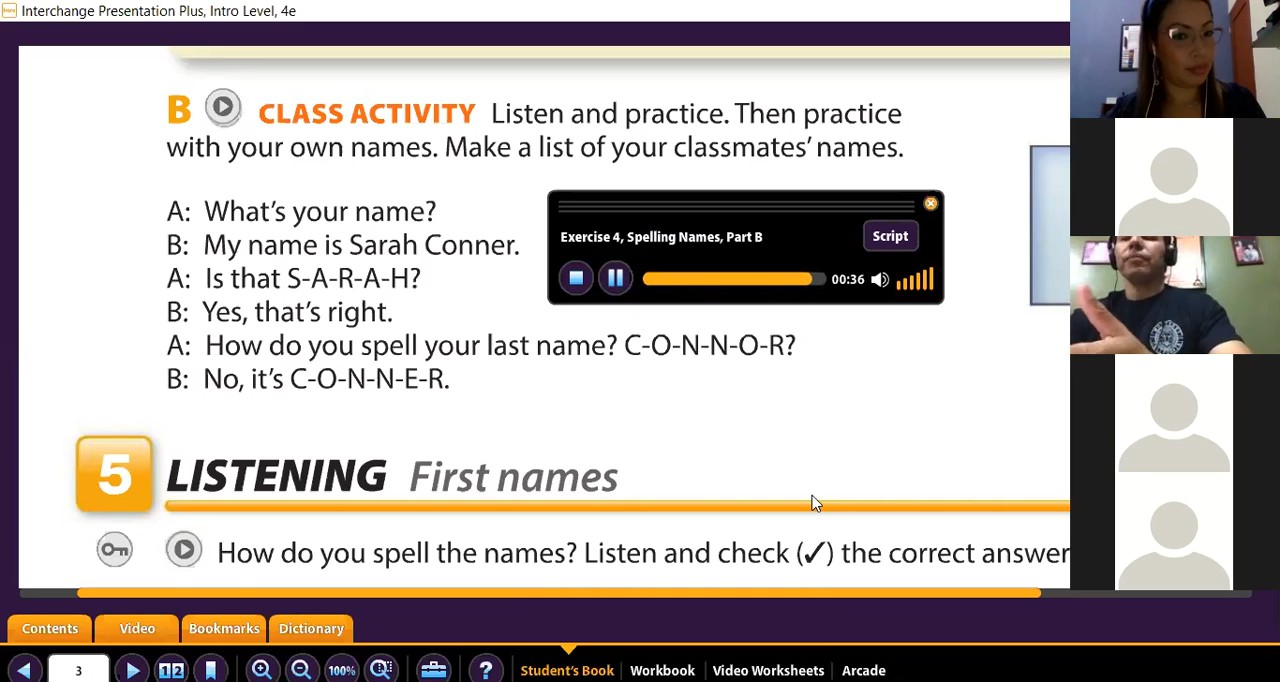 Interchange Presentation Plus, Intro Level, 4e
B CLASS ACTIVITY Listen and practice. Then practice
with your own names. Make a list of your classmates' names.
A: What's your name?
B: My name is Sarah Conner.
A: Is that S-A-R-A-H?
B: Yes, that's right.
A: How do you spell your last name? C-O-N-N-O-R?
B: No, it's C-O-N-N-E-R.
Exercise 4, Spelling Names, Part B
Script
00:36
5 LISTENING First names
How do you spell the names? Listen and check (✓) the correct answer
Contents Video Bookmarks Dictionary
3 1 2 100% ? Student's Book Workbook Video Worksheets Arcade